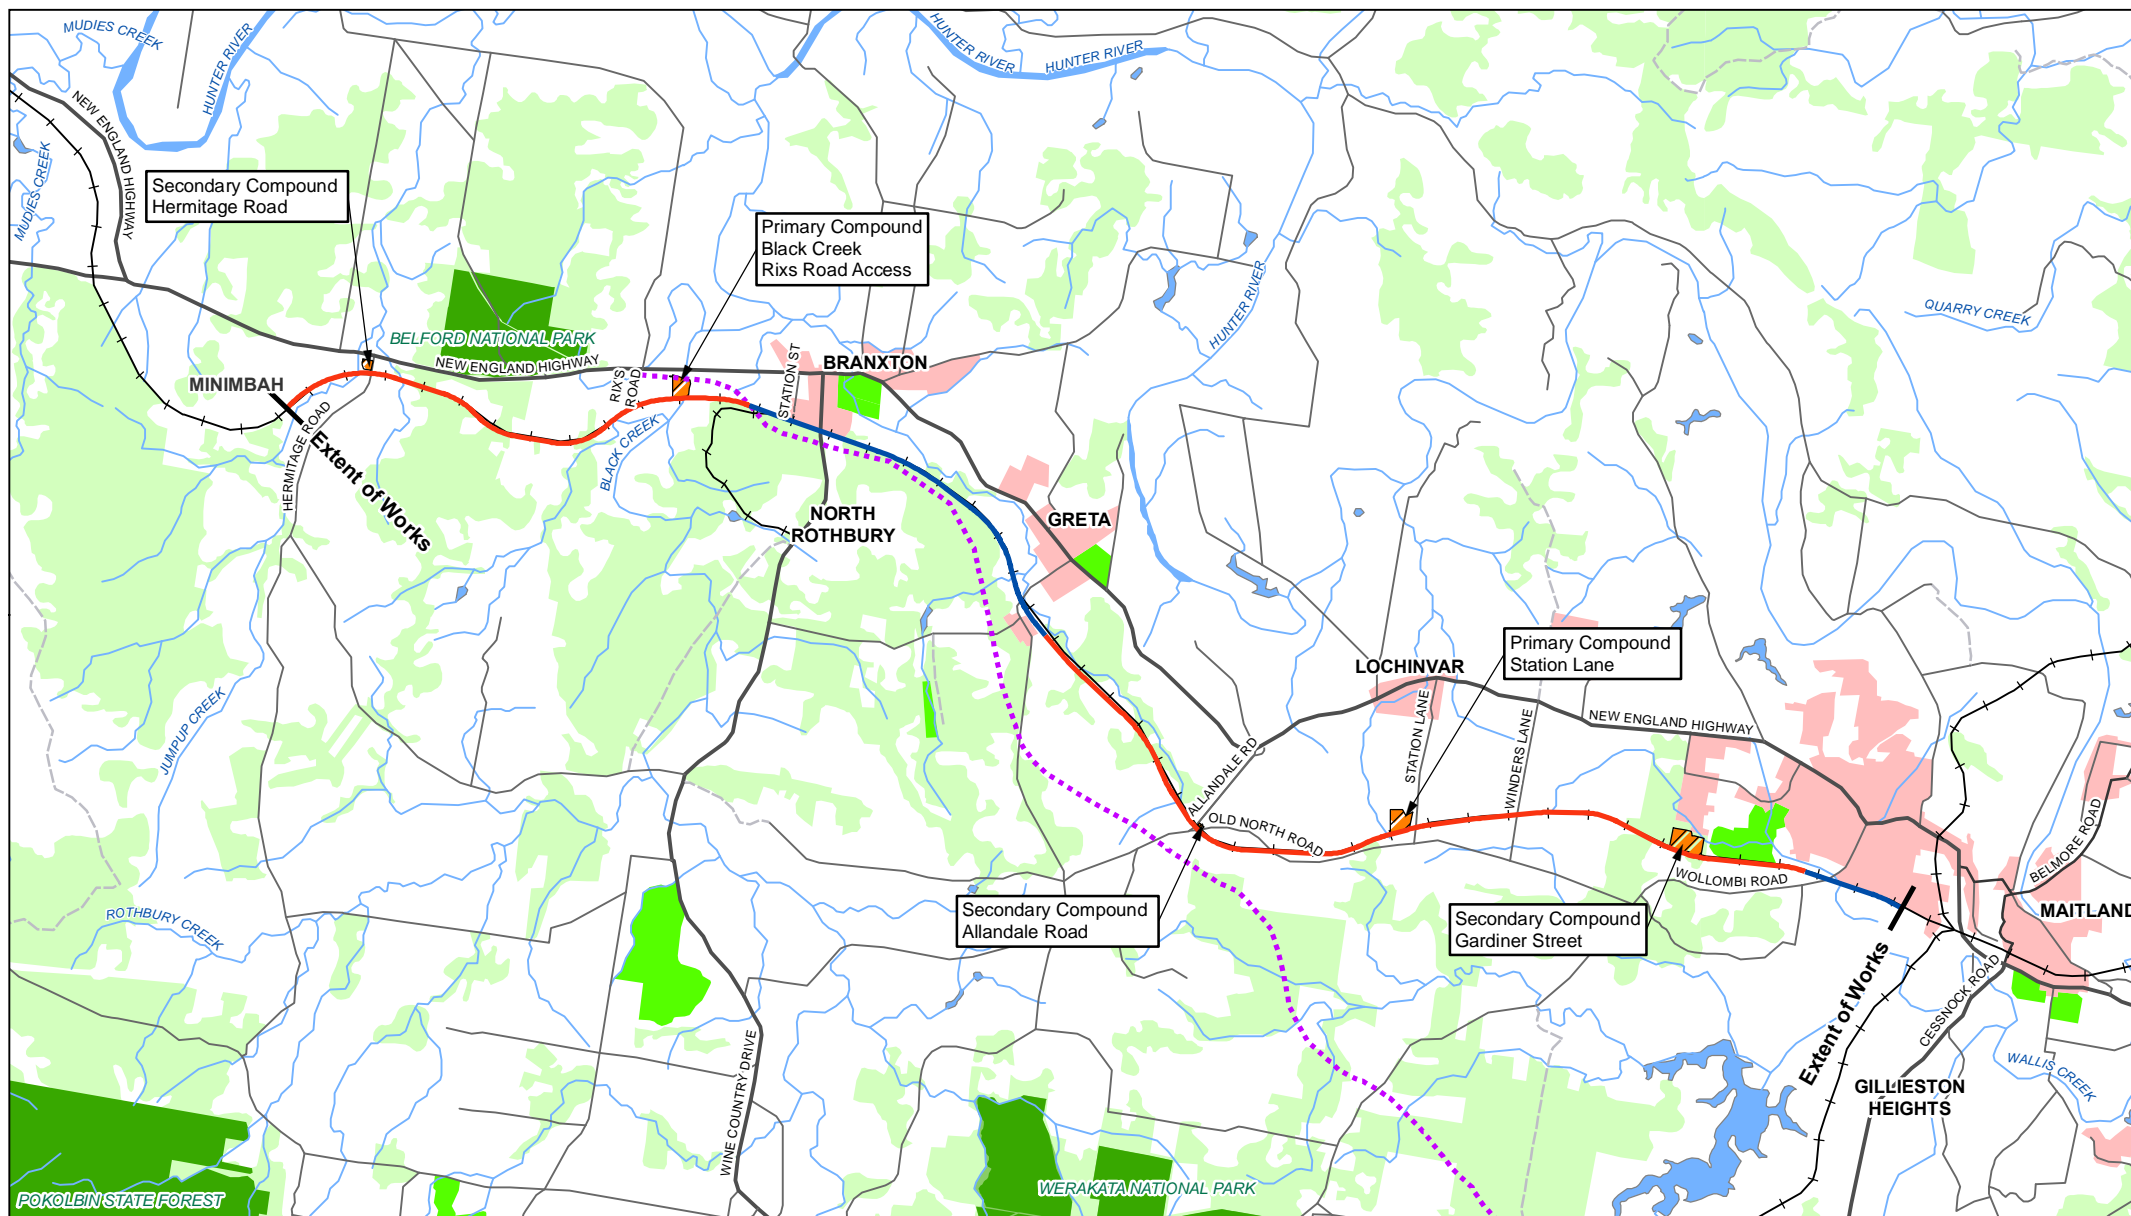 MUDIES CREEK
HUNTER RIVER
HUNTER RIVER
HUNTER RIVER
NEW ENGLAND HIGHWAY
MUDIES CREEK
Secondary Compound
Hermitage Road
Primary Compound
Black Creek
Rixs Road Access
HUNTER RIVER
QUARRY CREEK
BELFORD NATIONAL PARK
NEW ENGLAND HIGHWAY
MINIMBAH
RIX'S
ROAD
STATION ST
BRANXTON
HERMITAGE ROAD
Extent of Works
BLACK CREEK
NORTH
ROTHBURY
GRETA
Primary Compound
Station Lane
LOCHINVAR
JUMPUP CREEK
STATION LANE
WINDERS LANE
NEW ENGLAND HIGHWAY
ALLANDALE RD
OLD NORTH ROAD
BELMORE ROAD
WOLLOMBI ROAD
ROTHBURY CREEK
Secondary Compound
Allandale Road
Secondary Compound
Gardiner Street
MAITLAND
Extent of Works
CESSNOCK ROAD
WINE COUNTRY DRIVE
WALLIS CREEK
GILLIESTON
HEIGHTS
POKOLBIN STATE FOREST
WERAKATA NATIONAL PARK